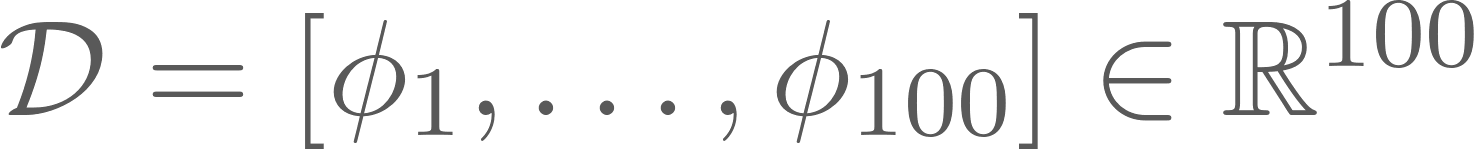 𝒟 = [ϕ₁, . . . , ϕ₁₀₀] ∈ ℝ¹⁰⁰